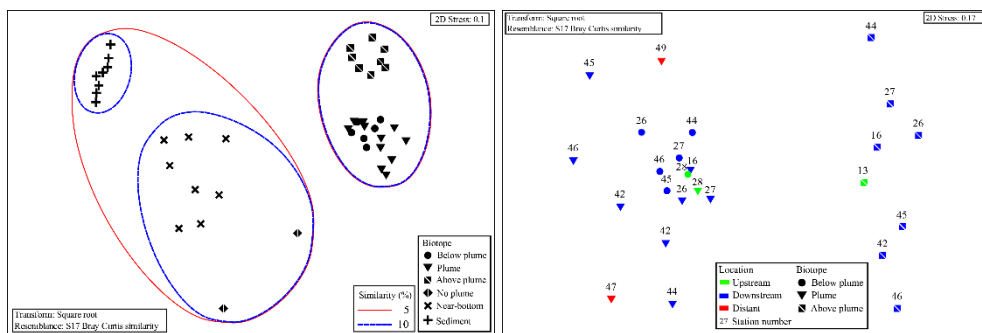 2D Stress: 0.1
Biotope
Below plume
Plume
Above plume
No plume
Near-bottom
Sediment
Similarity (%)
5
10
Transform: Square root
Resemblance: S17 Bray Curtis similarity
Transform: Square root
Resemblance: S17 Bray Curtis similarity
2D Stress: 0.17
44
49
45
27
26
44
26
16
27
46
46
28
16
13
45
26
28
27
42
45
42
42
46
47
44
Location
Upstream
Downstream
Distant
27 Station number
Biotope
Below plume
Plume
Above plume